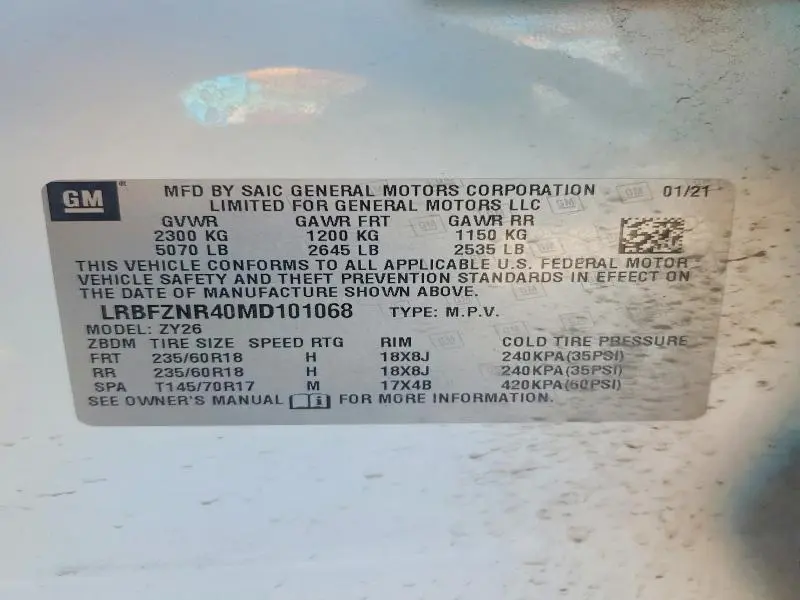 GM ® MFD BY SAIC GENERAL MOTORS CORPORATION 01/21
LIMITED FOR GENERAL MOTORS LLC
GVWR GAWR FRT GAWR RR
2300 KG 1200 KG 1150 KG
5070 LB 2645 LB 2535 LB
THIS VEHICLE CONFORMS TO ALL APPLICABLE U.S. FEDERAL MOTOR
VEHICLE SAFETY AND THEFT PREVENTION STANDARDS IN EFFECT ON
THE DATE OF MANUFACTURE SHOWN ABOVE.
LRBFZNR40MD101068 TYPE: M.P.V.
MODEL: ZY26
ZBDM TIRE SIZE SPEED RTG RIM COLD TIRE PRESSURE
FRT 235/60R18 H 18X8J 240KPA(35PSI)
RR 235/60R18 H 18X8J 240KPA(35PSI)
SPA T145/70R17 M 17X4B 420KPA(60PSI)
SEE OWNER'S MANUAL i FOR MORE INFORMATION.